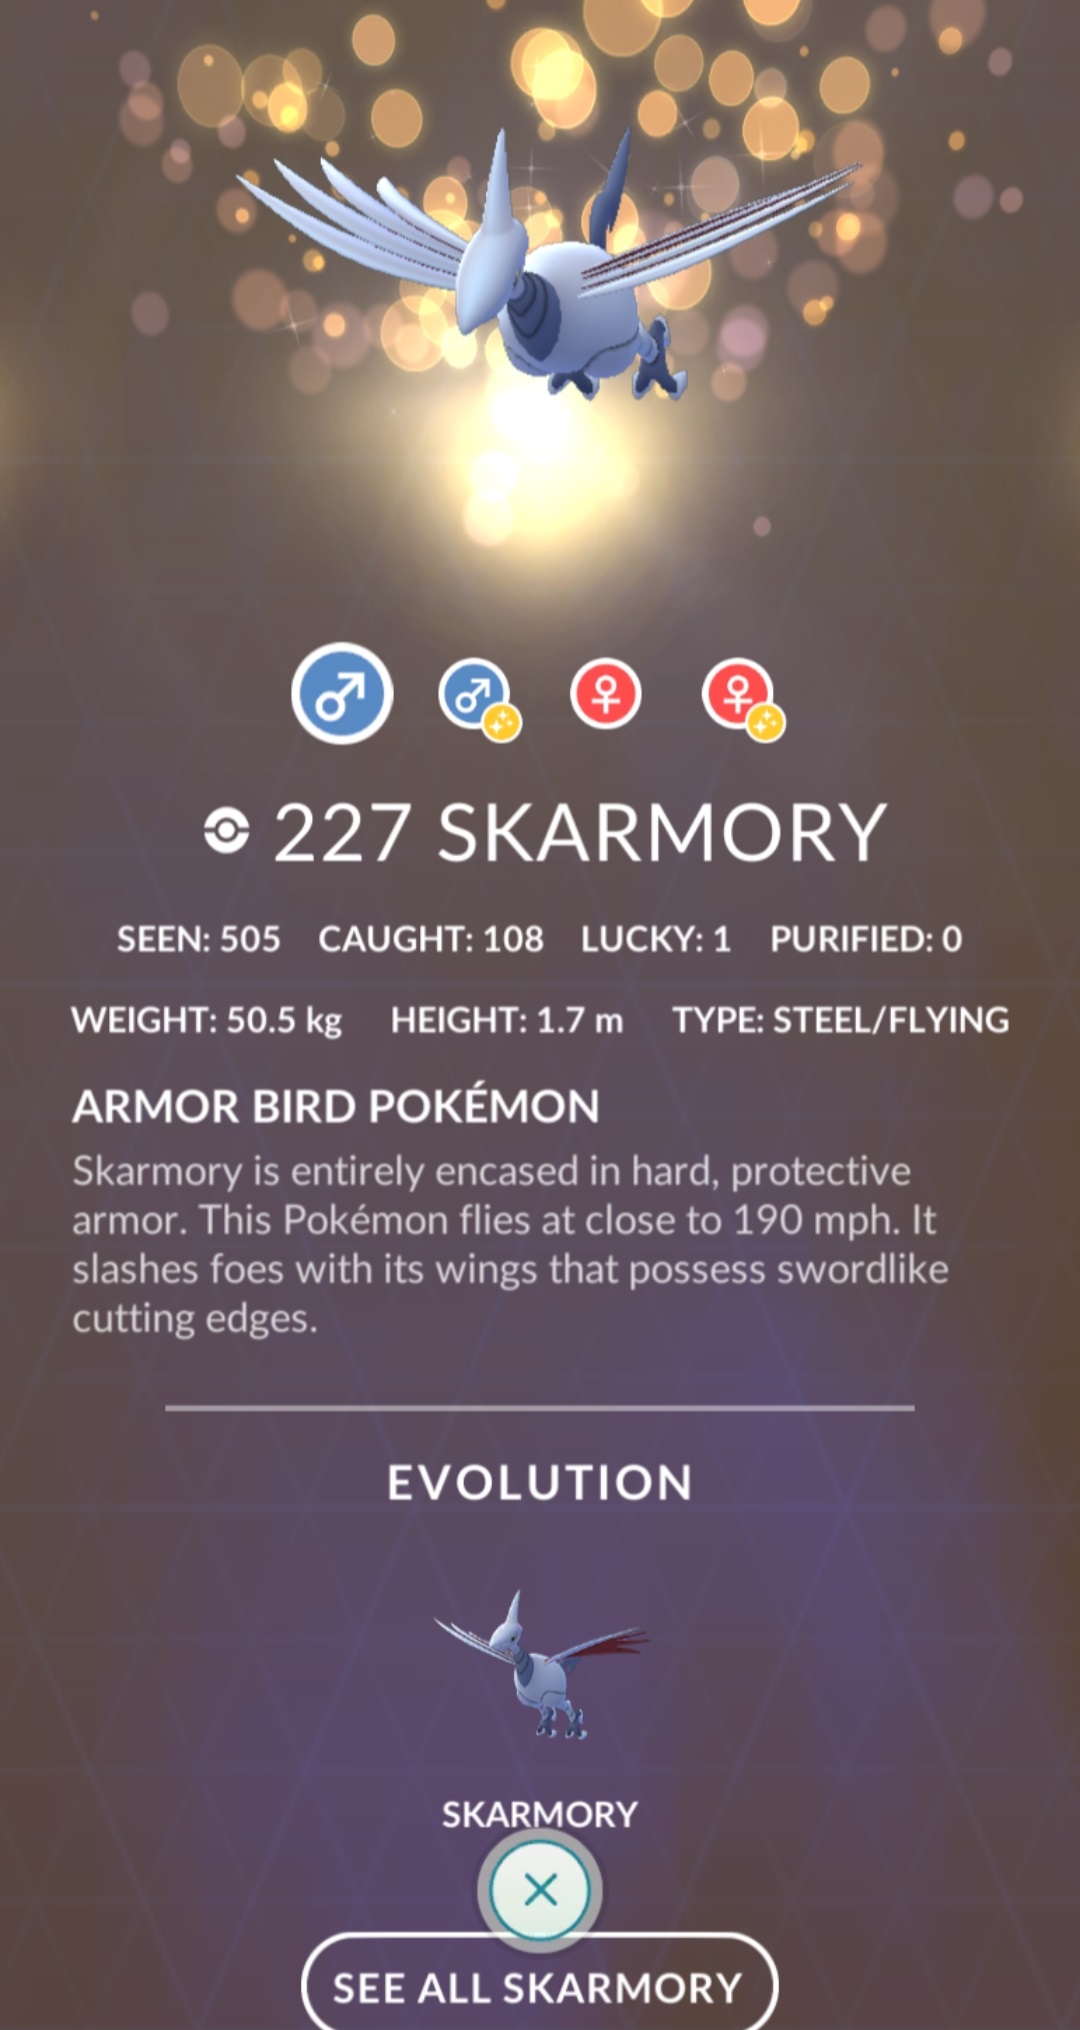 227 SKARMORY
SEEN: 505 CAUGHT: 108 LUCKY: 1 PURIFIED: 0
WEIGHT: 50.5 kg HEIGHT: 1.7 m TYPE: STEEL/FLYING
ARMOR BIRD POKÉMON
Skarmory is entirely encased in hard, protective
armor. This Pokémon flies at close to 190 mph. It
slashes foes with its wings that possess swordlike
cutting edges.
EVOLUTION
SKARMORY
SEE ALL SKARMORY